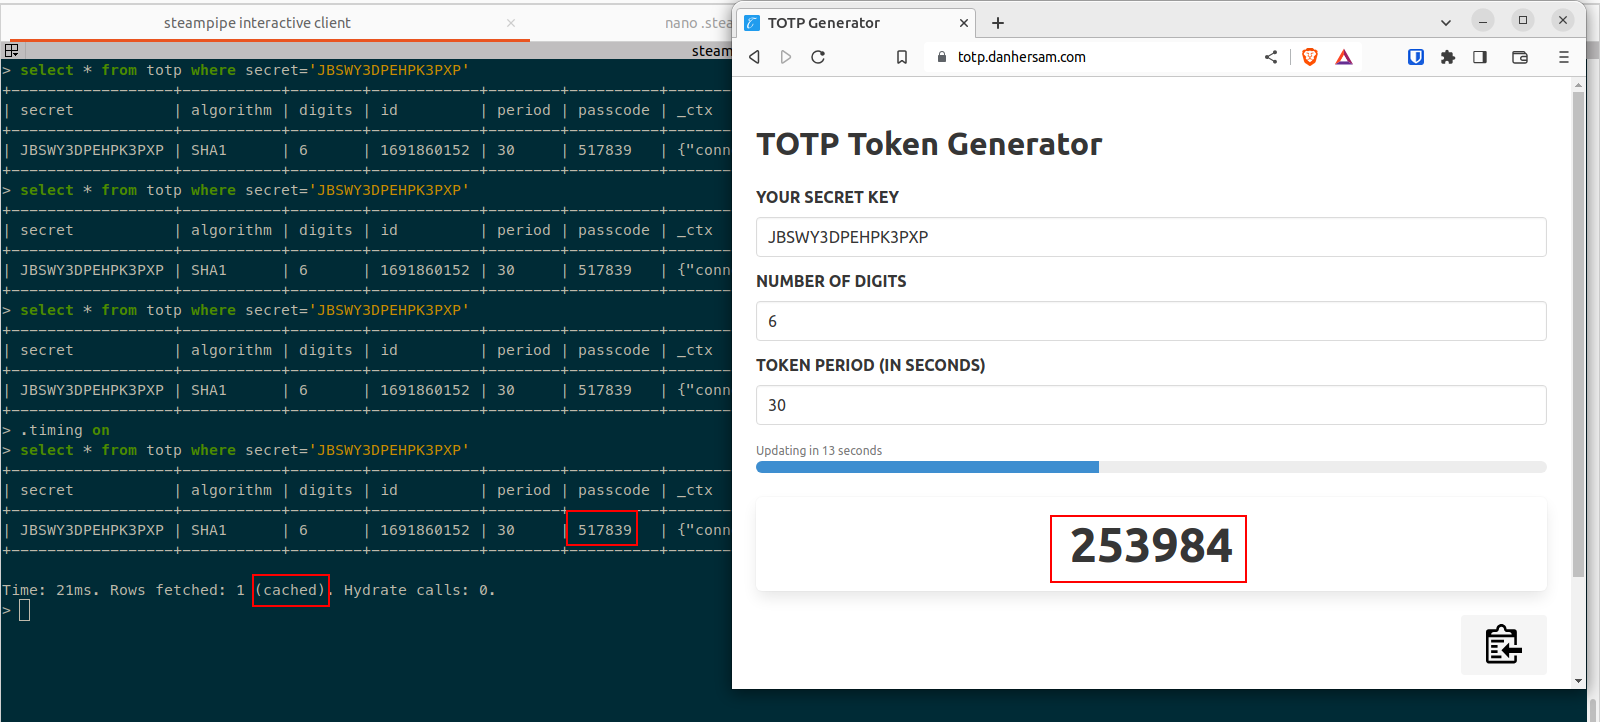 steampipe interactive client
nano .stea
steam
> select * from totp where secret='JBSWY3DPEHPK3PXP'
| secret | algorithm | digits | id | period | passcode | _ctx
| JBSWY3DPEHPK3PXP | SHA1 | 6 | 1691860152 | 30 | 517839 | {"conn
> select * from totp where secret='JBSWY3DPEHPK3PXP'
| secret | algorithm | digits | id | period | passcode | _ctx
| JBSWY3DPEHPK3PXP | SHA1 | 6 | 1691860152 | 30 | 517839 | {"conn
> select * from totp where secret='JBSWY3DPEHPK3PXP'
| secret | algorithm | digits | id | period | passcode | _ctx
| JBSWY3DPEHPK3PXP | SHA1 | 6 | 1691860152 | 30 | 517839 | {"conn
> .timing on
> select * from totp where secret='JBSWY3DPEHPK3PXP'
| secret | algorithm | digits | id | period | passcode | _ctx
| JBSWY3DPEHPK3PXP | SHA1 | 6 | 1691860152 | 30 | 517839 | {"conn
Time: 21ms. Rows fetched: 1 (cached). Hydrate calls: 0.
>
TOTP Generator
totp.danhersam.com
TOTP Token Generator
YOUR SECRET KEY
JBSWY3DPEHPK3PXP
NUMBER OF DIGITS
6
TOKEN PERIOD (IN SECONDS)
30
Updating in 13 seconds
253984